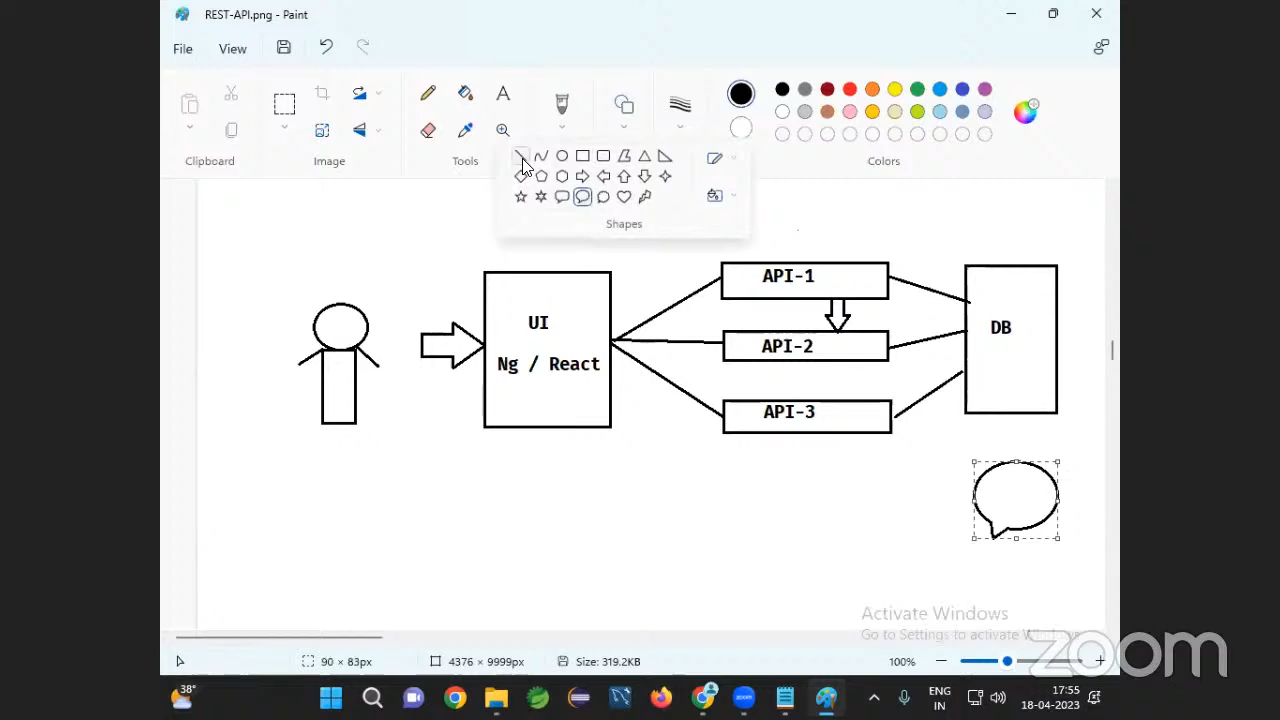 REST-API.png - Paint
File View
Clipboard
Image
Tools
Shapes
Colors
API-1
UI
DB
API-2
Ng / React
API-3
Activate Windows
Go to Settings to activate Windows.
zoom
90 × 83px
4376 × 9999px
Size: 319.2KB
100%
38°
zoom
ENG
IN
17:55
18-04-2023